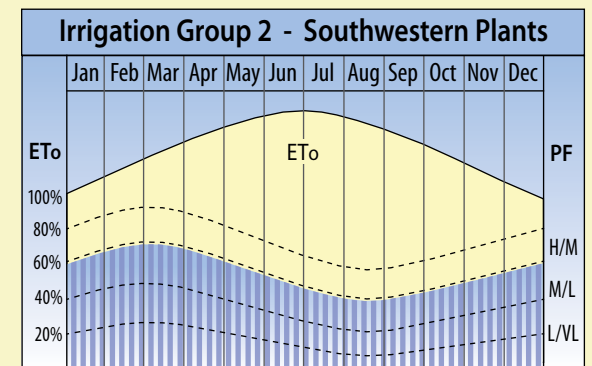 Irrigation Group 2 - Southwestern Plants
Jan Feb Mar Apr May Jun Jul Aug Sep Oct Nov Dec
ETo ETo PF
100%
80%
H/M
60%
M/L
40%
20% L/VL